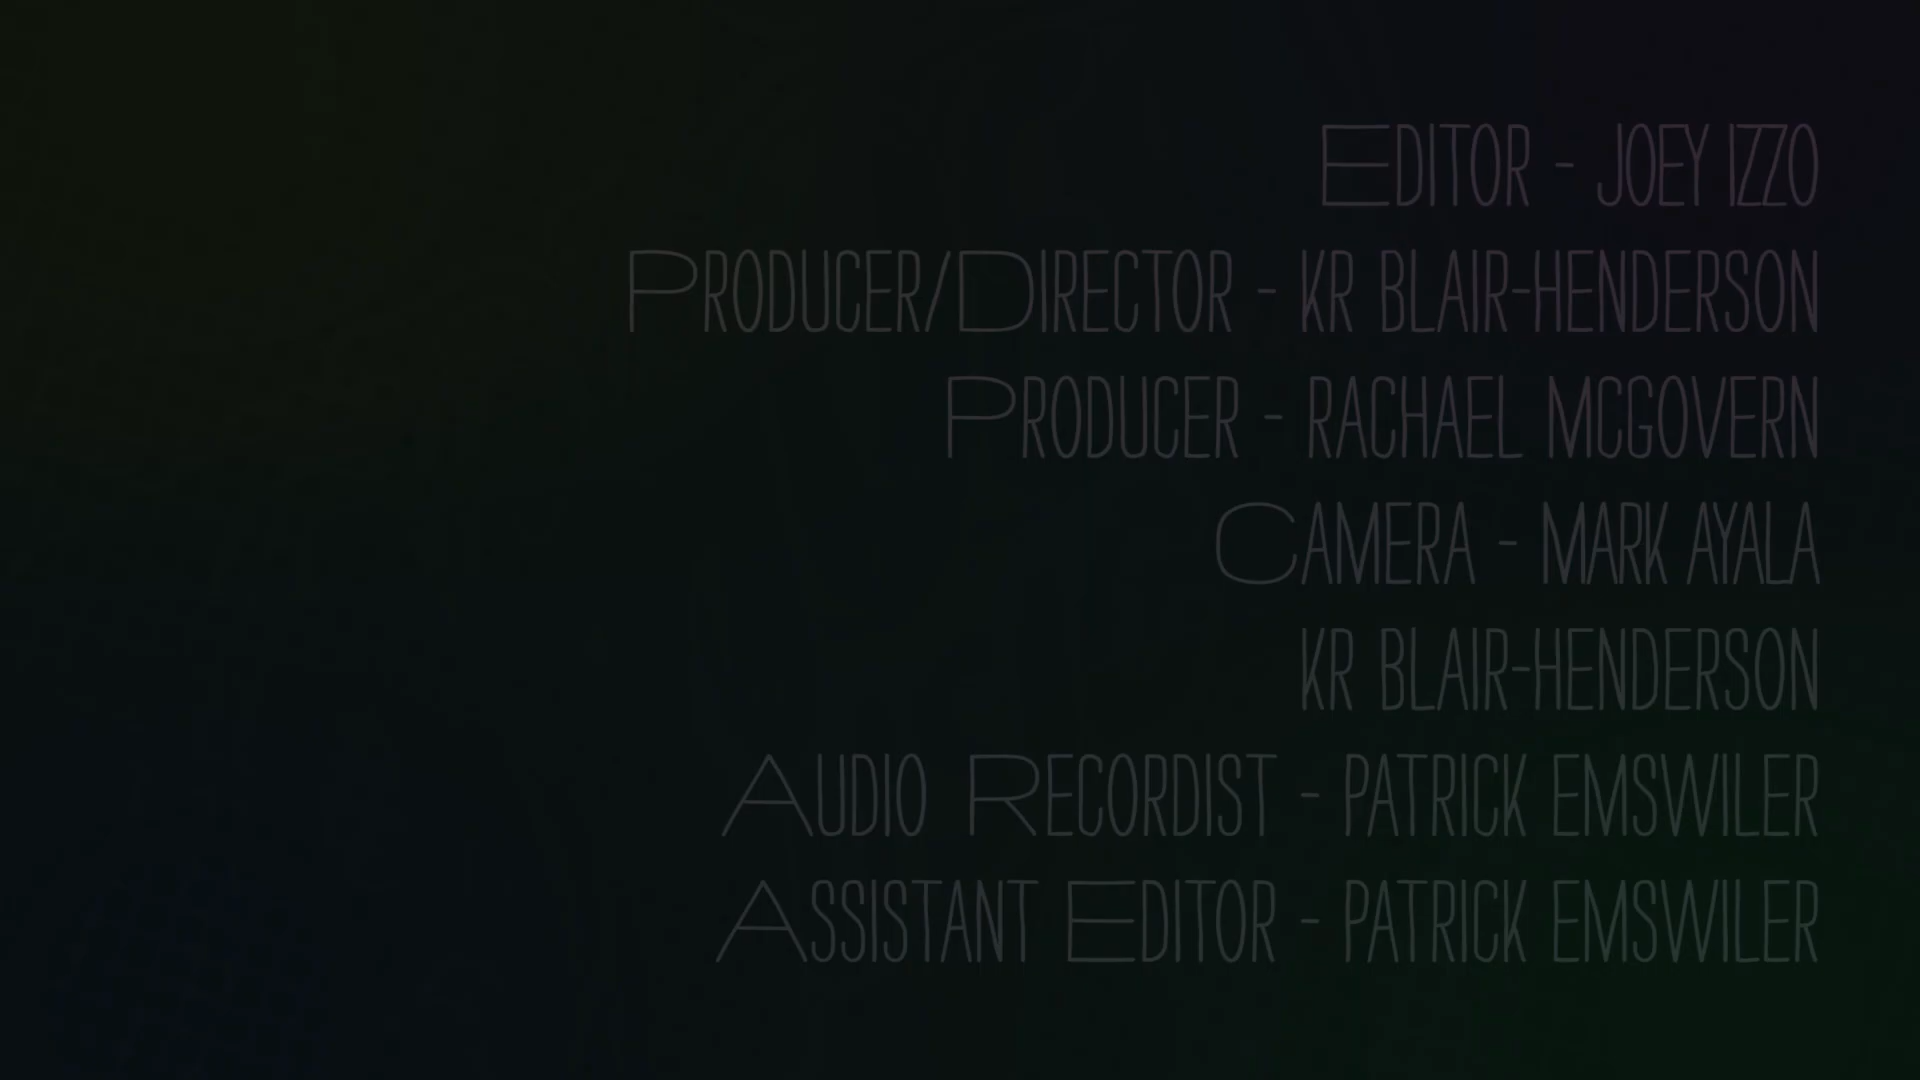 EDITOR - JOEY IZZO
PRODUCER/DIRECTOR - KR BLAIR-HENDERSON
PRODUCER - RACHAEL MCGOVERN
CAMERA - MARK AYALA
KR BLAIR-HENDERSON
AUDIO RECORDIST - PATRICK EMSWILER
ASSISTANT EDITOR - PATRICK EMSWILER